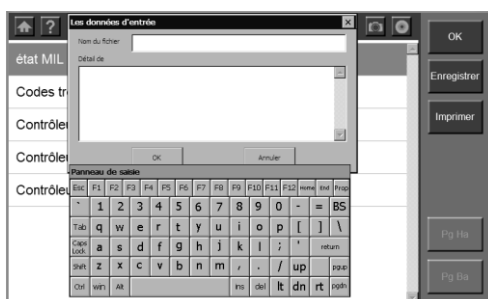 Les données d'entrée
?
Nom du fichier
Détail de
état MIL
Codes tr
Contrôle
Contrôle
Contrôle
OK
Annuler
Panneau de saisie
Esc F1 F2 F3 F4 F5 F6 F7 F8 F9 F10 F11 F12 Home End Prop
` 1 2 3 4 5 6 7 8 9 0 - = BS
Tab q w e r t y u i o p [ ] \
Caps Lock a s d f g h j k l ; ' return
Shift z x c v b n m , . / up pgup
Ctrl win Alt ins del lt dn rt pgdn
OK
Enregistrer
Imprimer
Pg Ha
Pg Ba